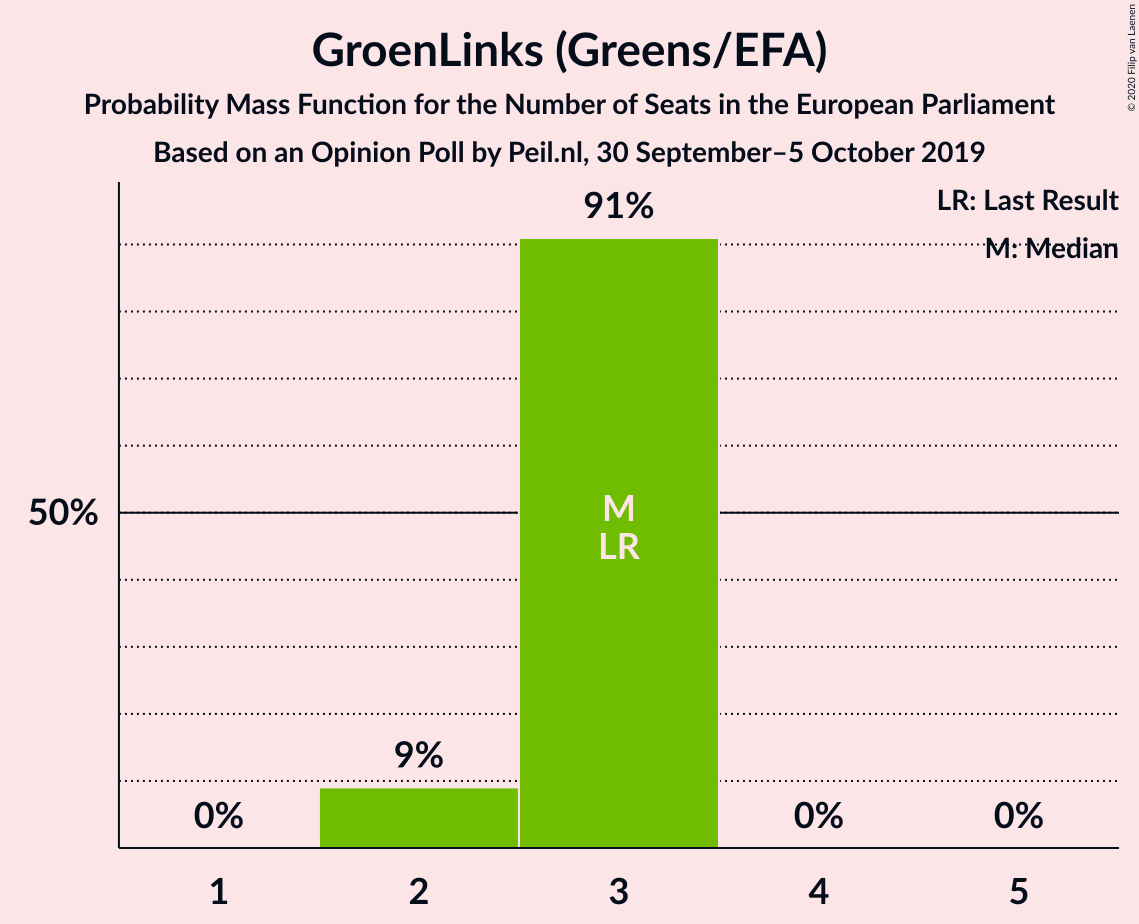 GroenLinks (Greens/EFA)
Probability Mass Function for the Number of Seats in the European Parliament
Based on an Opinion Poll by Peil.nl, 30 September–5 October 2019
© 2020 Filip van Laenen
LR: Last Result
M: Median
91%
50%
M
LR
9%
0%
0%
0%
1
2
3
4
5